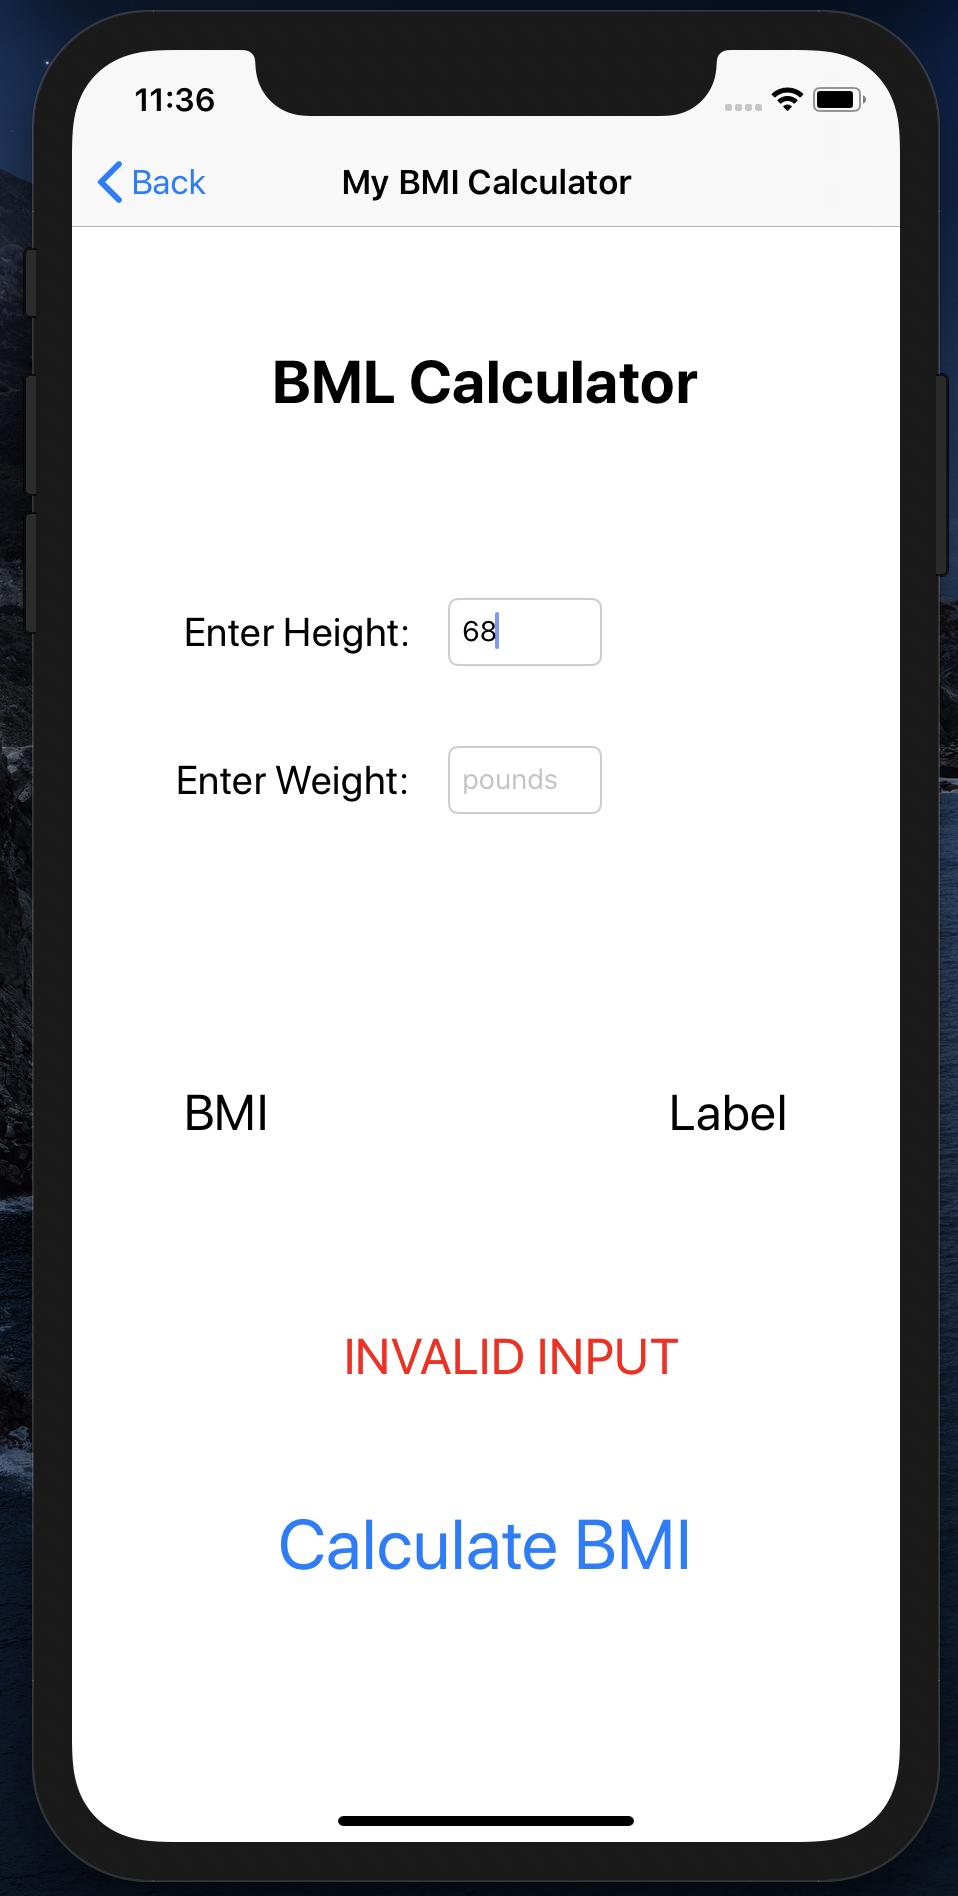 11:36
Back My BMI Calculator
BML Calculator
Enter Height: 68
Enter Weight: pounds
BMI Label
INVALID INPUT
Calculate BMI